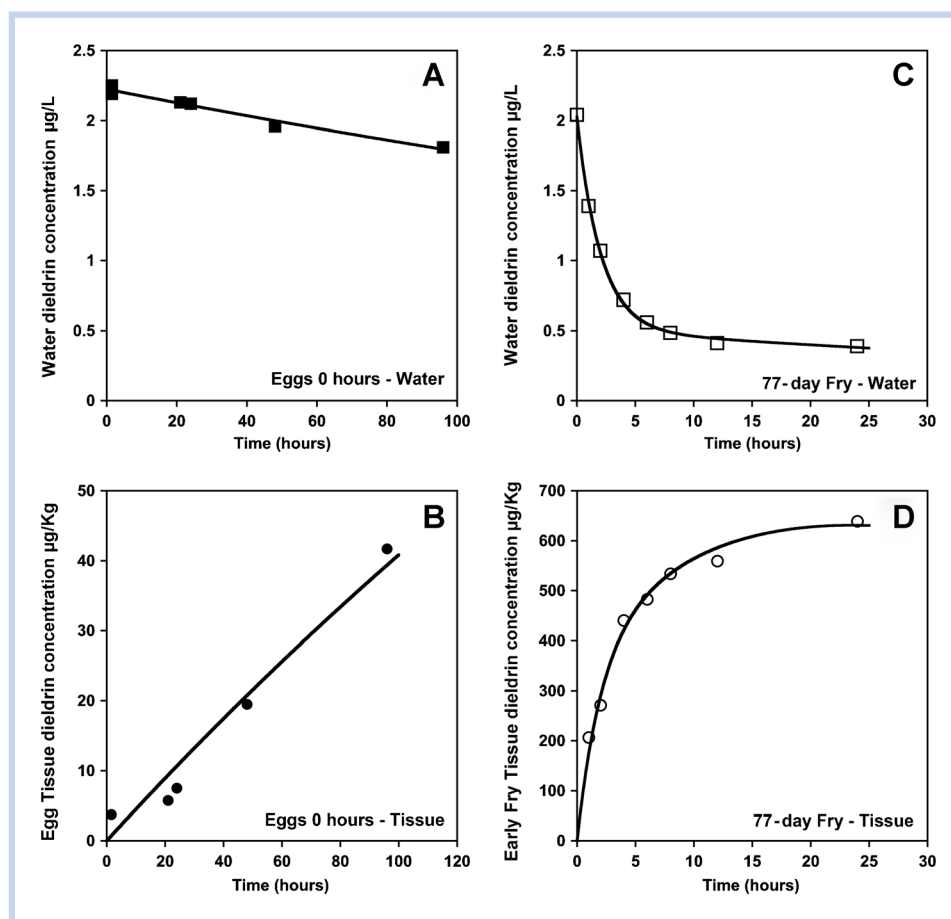 A
Water dieldrin concentration µg/L
2.5
2
1.5
1
0.5
0
0 20 40 60 80 100
Time (hours)
Eggs 0 hours - Water
C
Water dieldrin concentration µg/L
2.5
2
1.5
1
0.5
0
0 5 10 15 20 25 30
Time (hours)
77-day Fry - Water
B
Egg Tissue dieldrin concentration µg/Kg
50
40
30
20
10
0
0 20 40 60 80 100 120
Time (hours)
Eggs 0 hours - Tissue
D
Early Fry Tissue dieldrin concentration µg/Kg
700
600
500
400
300
200
100
0
0 5 10 15 20 25 30
Time (hours)
77-day Fry - Tissue